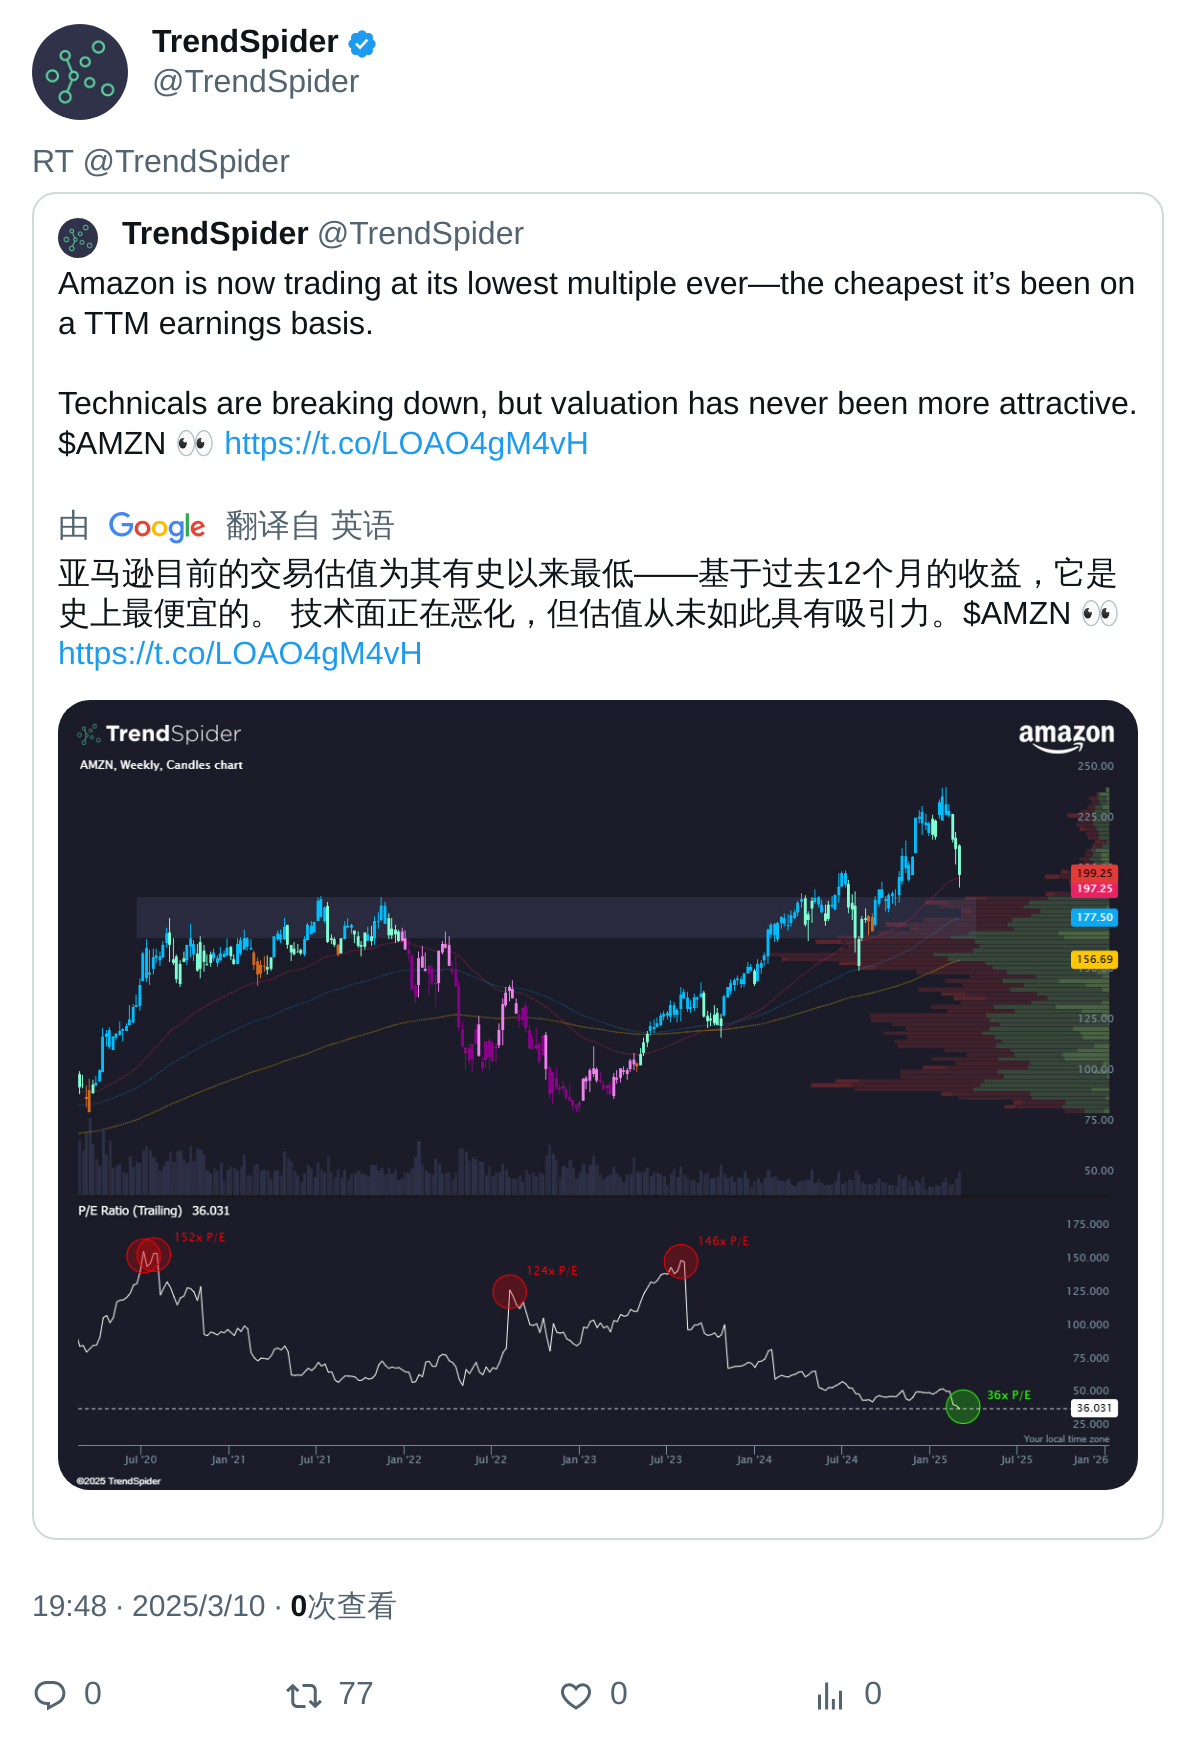 TrendSpider
@TrendSpider
RT @TrendSpider
TrendSpider @TrendSpider
Amazon is now trading at its lowest multiple ever—the cheapest it’s been on
a TTM earnings basis.
Technicals are breaking down, but valuation has never been more attractive.
$AMZN 👀 https://t.co/LOAO4gM4vH
由 Google 翻译自 英语
亚马逊目前的交易估值为其有史以来最低——基于过去12个月的收益，它是
史上最便宜的。 技术面正在恶化，但估值从未如此具有吸引力。$AMZN 👀
https://t.co/LOAO4gM4vH
TrendSpider
amazon
AMZN, Weekly, Candles chart
250.00
225.00
199.25
197.25
177.50
156.69
125.00
100.00
75.00
50.00
P/E Ratio (Trailing) 36.031
175.000
152x P/E
146x P/E
150.000
124x P/E
125.000
100.000
75.000
50.000
36x P/E
36.031
25.000
Your local time zone
Jul '20 Jan '21 Jul '21 Jan '22 Jul '22 Jan '23 Jul '23 Jan '24 Jul '24 Jan '25 Jul '25 Jan '26
©2025 TrendSpider
19:48 · 2025/3/10 · 0次查看
0 77 0 0